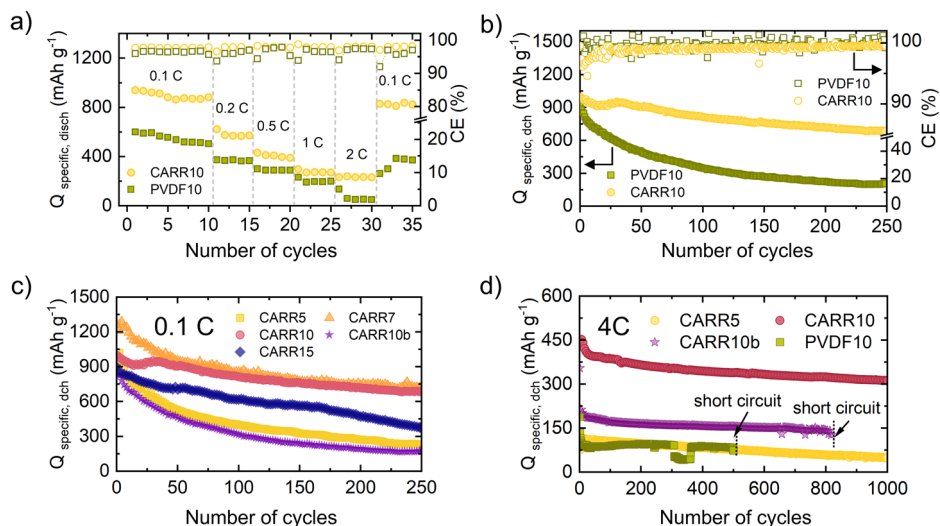 a)
Q specific, disch (mAh g⁻¹)
1200
900
600
300
0
0.1 C
0.2 C
0.5 C
1 C
2 C
0.1 C
CARR10
PVDF10
100
95
90
85
80
20
10
0
CE (%)
0 5 10 15 20 25 30 35
Number of cycles
b)
Q specific, dch (mAh g⁻¹)
1500
1200
900
600
300
0
PVDF10
CARR10
PVDF10
CARR10
100
90
40
20
0
CE (%)
0 50 100 150 200 250
Number of cycles
c)
Q specific, dch (mAh g⁻¹)
1500
1200
900
600
300
0
0.1 C
CARR5 CARR7
CARR10 CARR10b
CARR15
0 50 100 150 200 250
Number of cycles
d)
Q specific, dch (mAh g⁻¹)
600
450
300
150
0
4C
CARR5 CARR10
CARR10b PVDF10
short circuit
short circuit
0 200 400 600 800 1000
Number of cycles